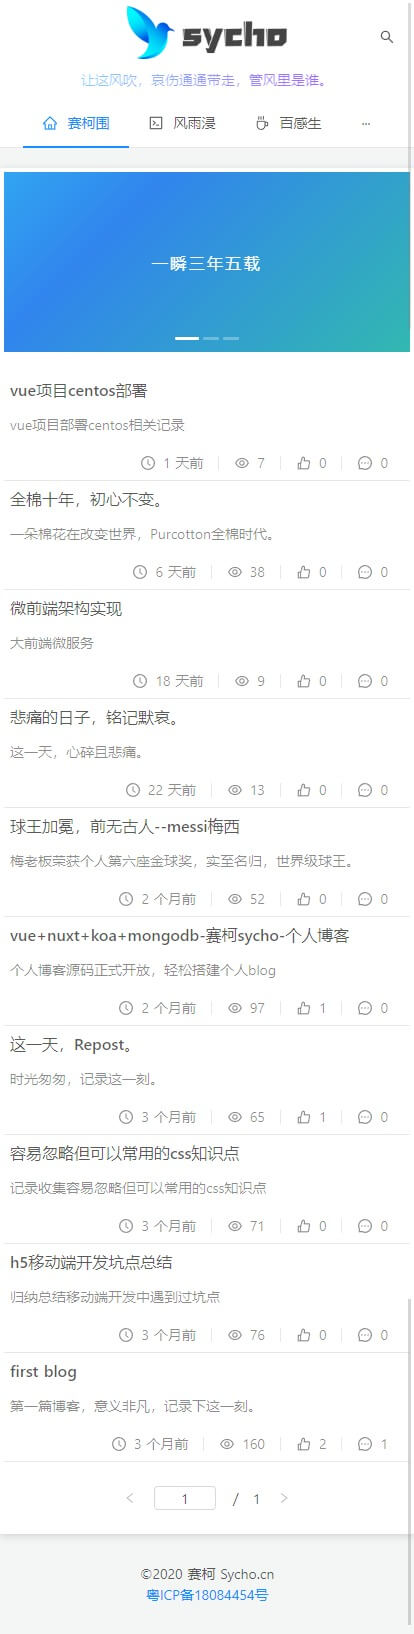 sycho
让这风吹，哀伤通通带走，管风里是谁。
赛柯围 风雨浸 百感生 ···
一瞬三年五载
vue项目centos部署
vue项目部署centos相关记录
1 天前 7 0 0
全棉十年，初心不变。
一朵棉花在改变世界，Purcotton全棉时代。
6 天前 38 0 0
微前端架构实现
大前端微服务
18 天前 9 0 0
悲痛的日子，铭记默哀。
这一天，心碎且悲痛。
22 天前 13 0 0
球王加冕，前无古人--messi梅西
梅老板荣获个人第六座金球奖，实至名归，世界级球王。
2 个月前 52 0 0
vue+nuxt+koa+mongodb-赛柯sycho-个人博客
个人博客源码正式开放，轻松搭建个人blog
2 个月前 97 1 0
这一天，Repost。
时光匆匆，记录这一刻。
3 个月前 65 1 0
容易忽略但可以常用的css知识点
记录收集容易忽略但可以常用的css知识点
3 个月前 71 0 0
h5移动端开发坑点总结
归纳总结移动端开发中遇到过坑点
3 个月前 76 0 0
first blog
第一篇博客，意义非凡，记录下这一刻。
3 个月前 160 2 1
< 1 / 1 >
©2020 赛柯 Sycho.cn
粤ICP备18084454号